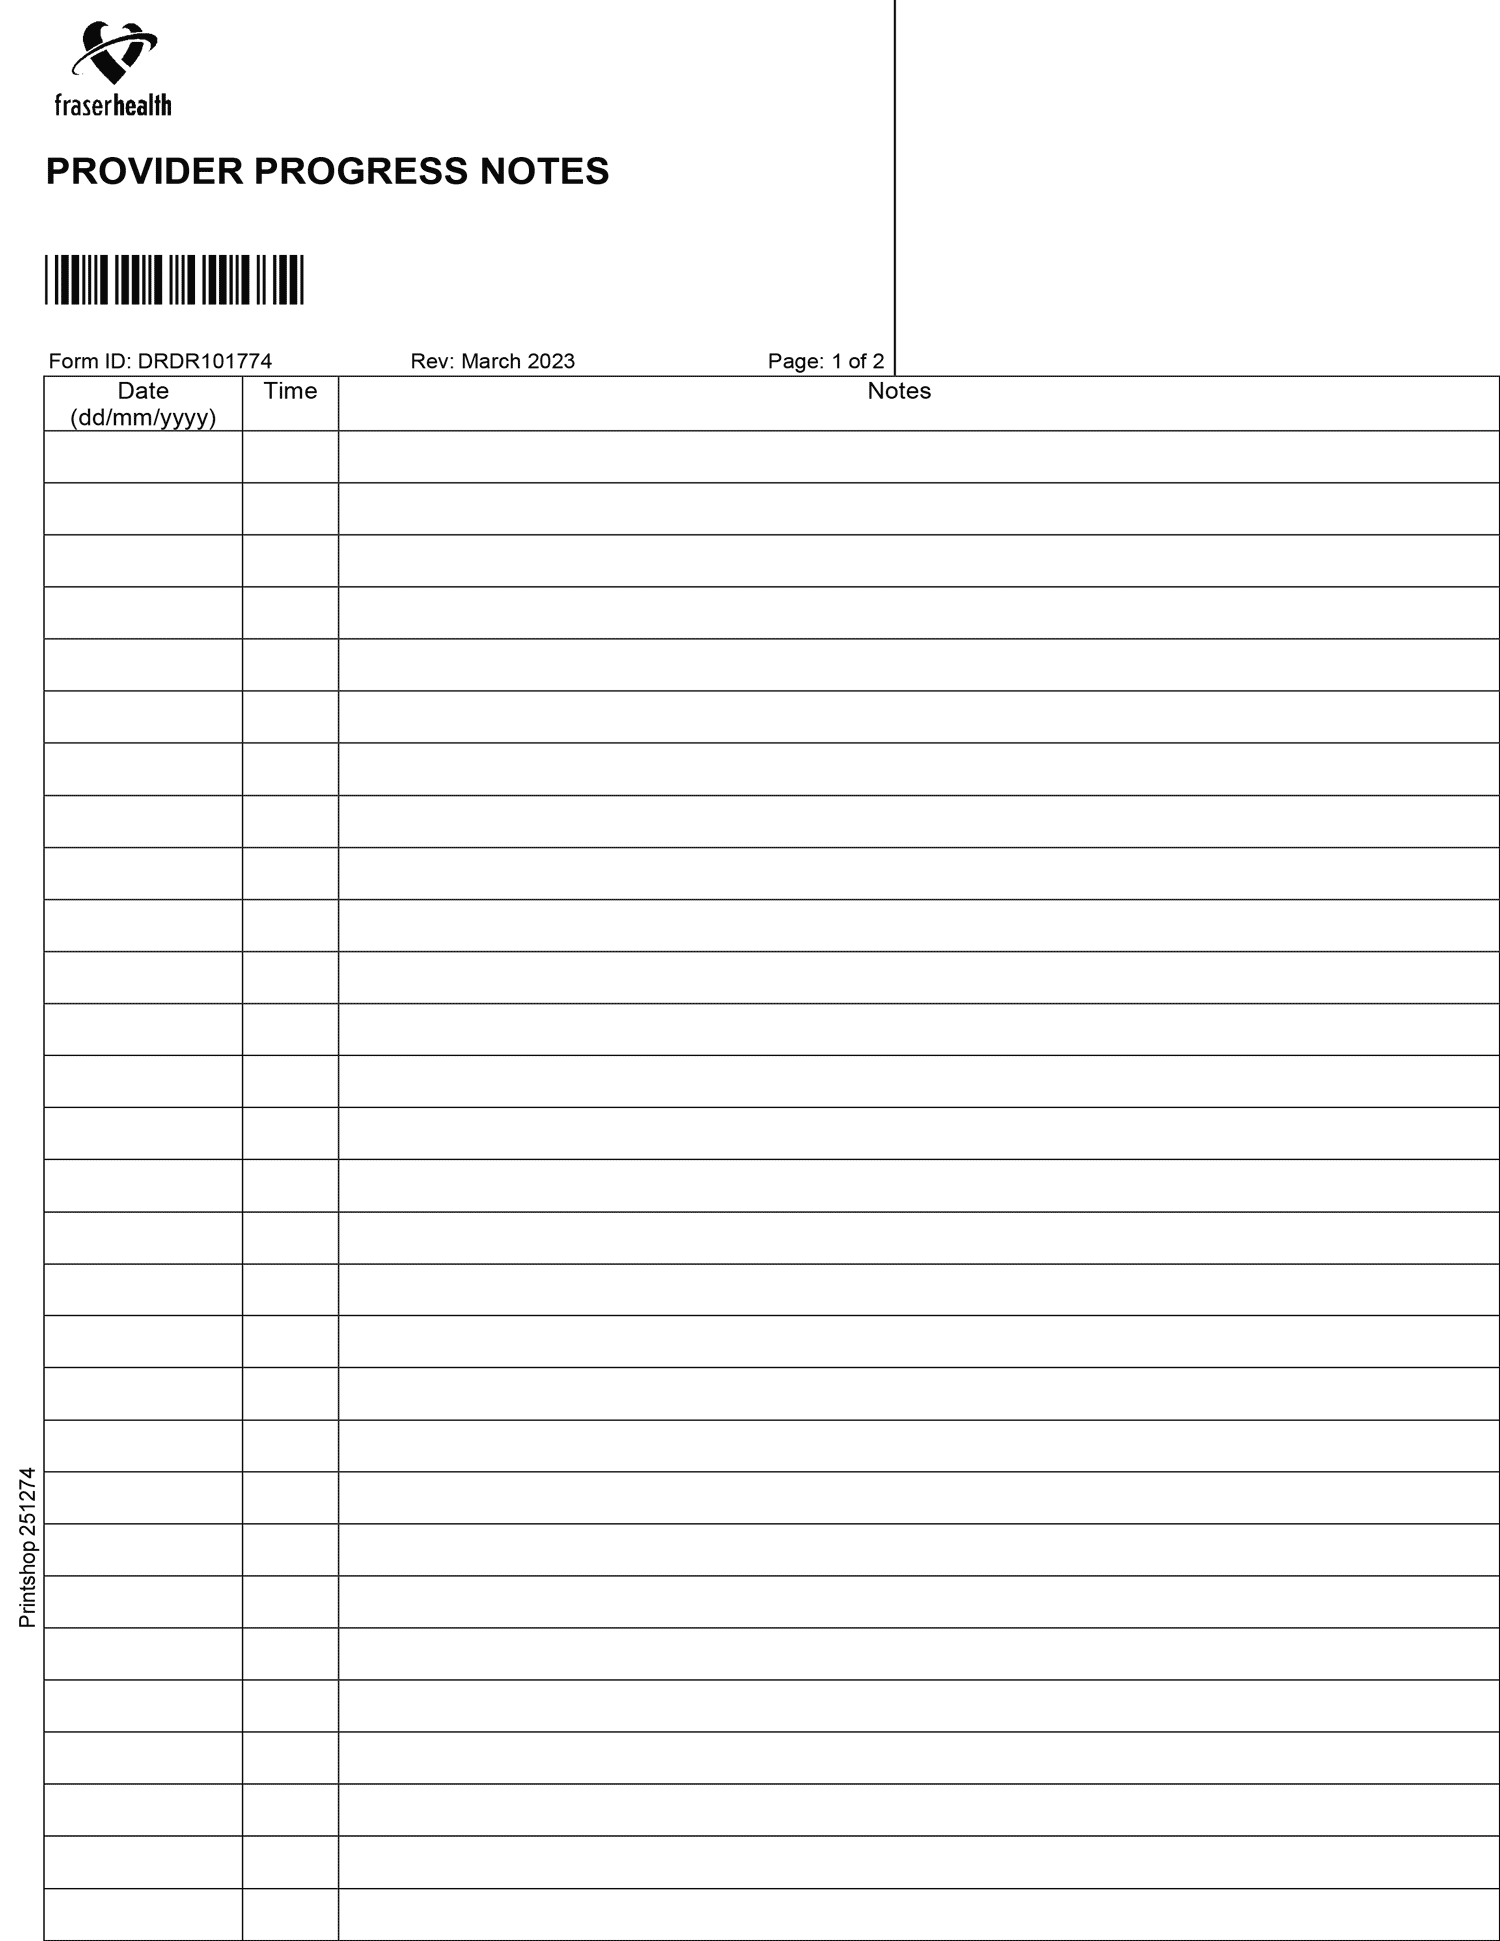 fraserhealth
PROVIDER PROGRESS NOTES
Form ID: DRDR101774 Rev: March 2023 Page: 1 of 2
Date Time Notes
(dd/mm/yyyy)
Printshop 251274